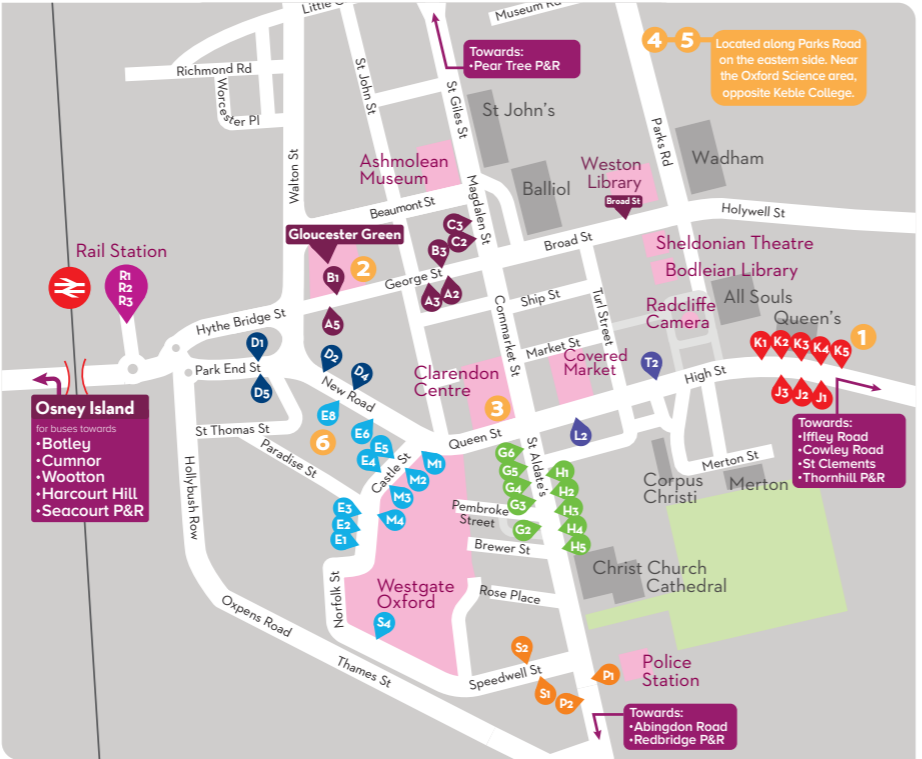 Little
Museum Rd
Towards:
•Pear Tree P&R
4
5
Located along Parks Road
on the eastern side. Near
the Oxford Science area,
opposite Keble College.
Richmond Rd
Worcester Pl
St John St
St Giles St
St John's
Parks Rd
Wadham
Walton St
Ashmolean
Museum
Balliol
Weston
Library
Broad St
Beaumont St
Magdalen St
Holywell St
Gloucester Green
C3
C2
B3
Broad St
Sheldonian Theatre
Bodleian Library
Rail Station
R1
R2
R3
B1
2
George St
A3
A2
Ship St
Turl Street
All Souls
Queen's
Radcliffe
Camera
A5
Hythe Bridge St
Cornmarket St
Market St
Covered
Market
T2
K1
K2
K3
K4
K5
1
D1
D2
D4
Park End St
D5
New Road
Clarendon
Centre
3
High St
J3
J2
J1
Osney Island
for buses towards
•Botley
•Cumnor
•Wootton
•Harcourt Hill
•Seacourt P&R
E8
6
E6
E5
E4
St Thomas St
Paradise St
Castle St
Queen St
L2
Towards:
•Iffley Road
•Cowley Road
•St Clements
•Thornhill P&R
M1
M2
M3
M4
St Aldate's
G6
G5
G4
G3
G2
H1
H2
H3
H4
H5
Merton St
Corpus
Christi
Merton
Hollybush Row
E3
E2
E1
Pembroke
Street
Brewer St
Christ Church
Cathedral
Norfolk St
Westgate
Oxford
Rose Place
Oxpens Road
S4
Thames St
Speedwell St
S2
S1
P2
P1
Police
Station
Towards:
•Abingdon Road
•Redbridge P&R